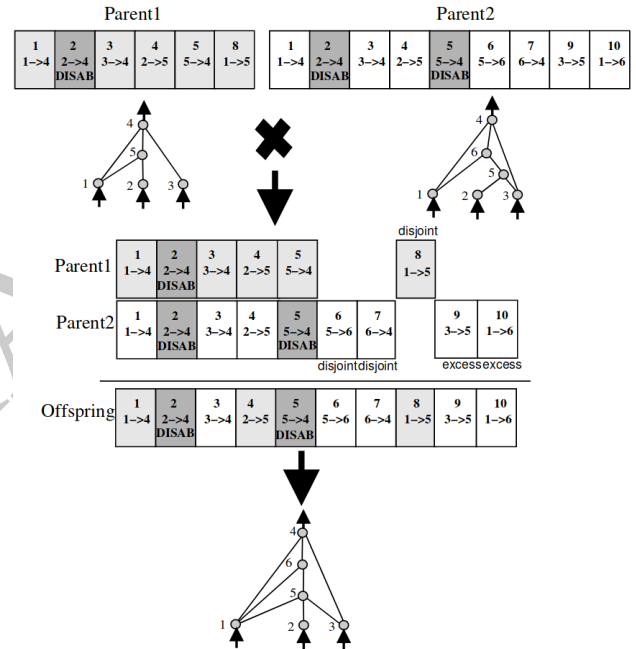 Parent1 Parent2
1 2 3 4 5 8 1 2 3 4 5 6 7 9 10
1->4 2->4 3->4 2->5 5->4 1->5 1->4 2->4 3->4 2->5 5->4 5->6 6->4 3->5 1->6
DISAB DISAB DISAB
4 4
5 6
5
1 2 3 1 2 3
disjoint
Parent1 1 2 3 4 5 8
1->4 2->4 3->4 2->5 5->4 1->5
DISAB
Parent2 1 2 3 4 5 6 7 9 10
1->4 2->4 3->4 2->5 5->4 5->6 6->4 3->5 1->6
DISAB DISAB
disjoint disjoint excess excess
Offspring 1 2 3 4 5 6 7 8 9 10
1->4 2->4 3->4 2->5 5->4 5->6 6->4 1->5 3->5 1->6
DISAB DISAB
4
6
5
1 2 3